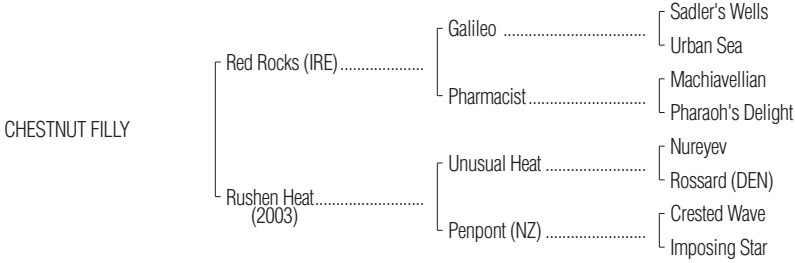 Sadler's Wells
Galileo ................................
Urban Sea
Red Rocks (IRE)...................
Machiavellian
Pharmacist..........................
Pharaoh's Delight
CHESTNUT FILLY
Nureyev
Unusual Heat ......................
Rossard (DEN)
Rushen Heat........................
(2003)
Crested Wave
Penpont (NZ) ......................
Imposing Star